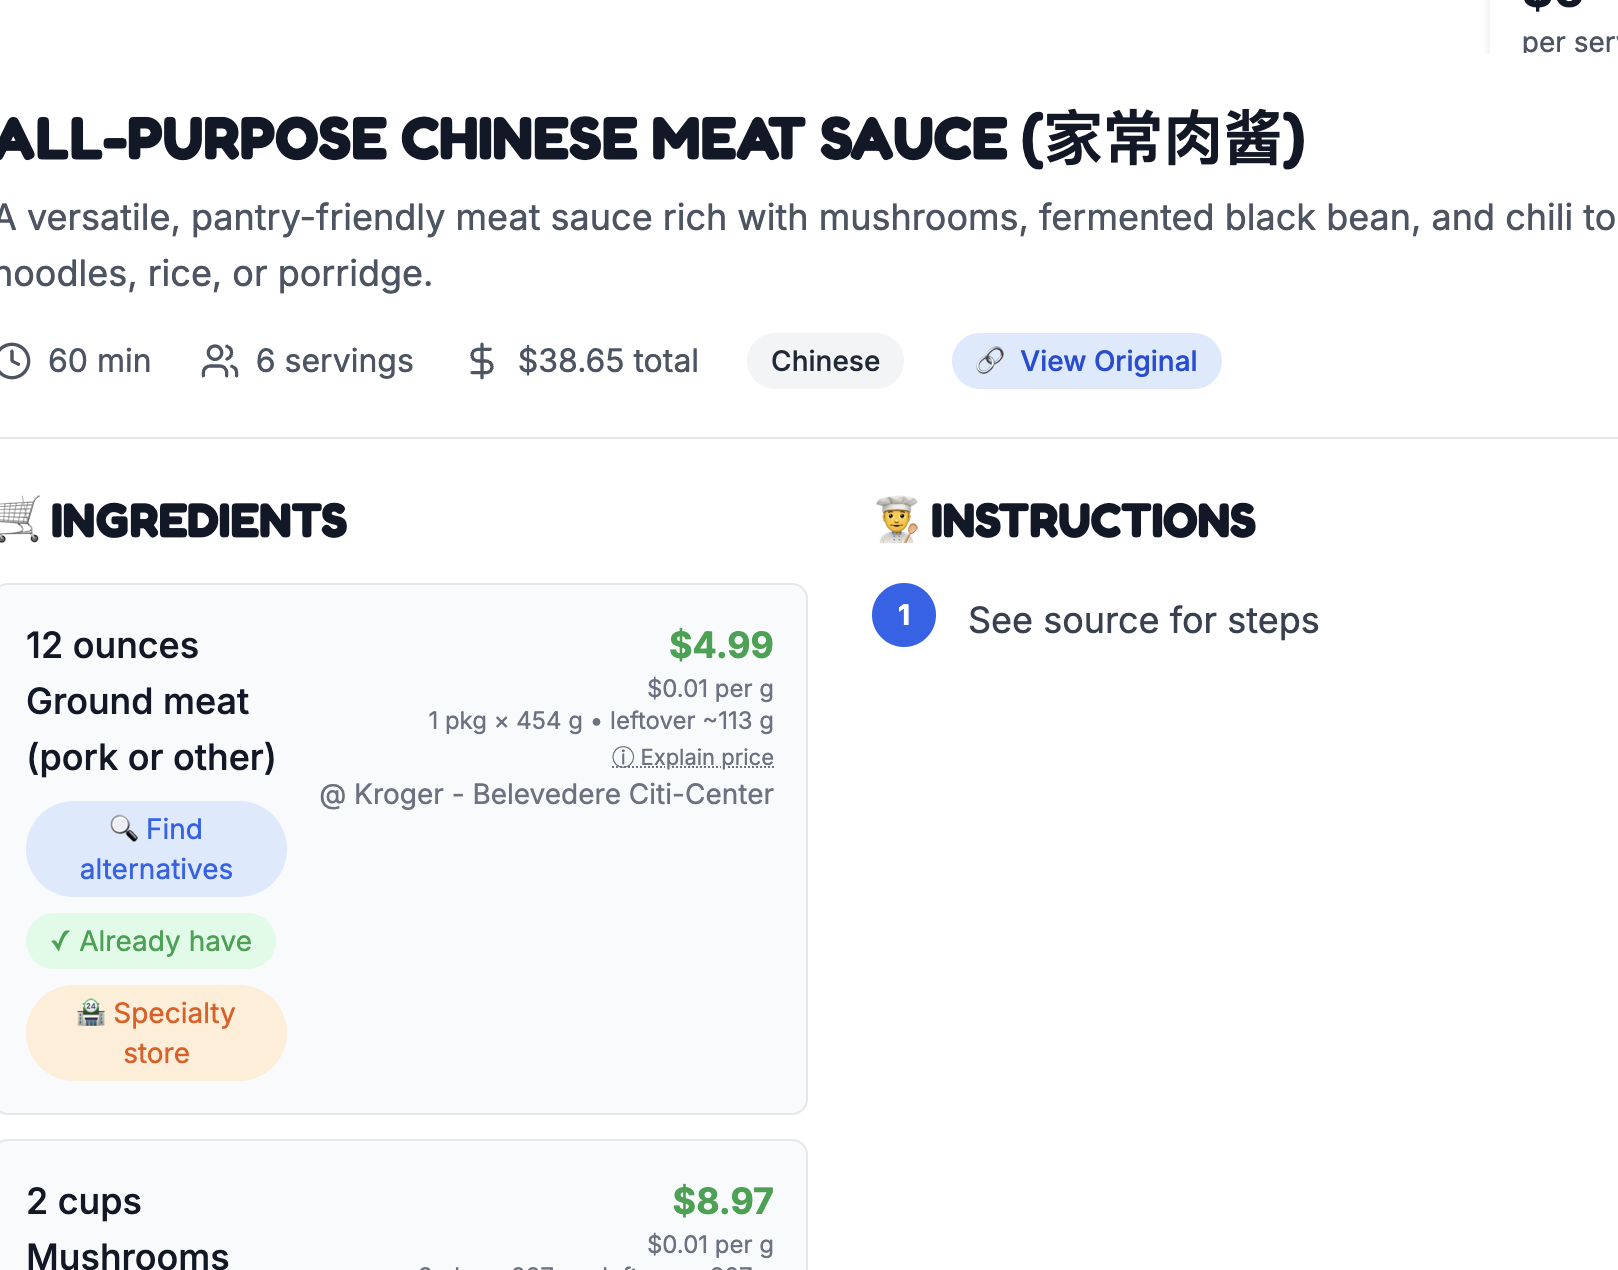 per ser
ALL-PURPOSE CHINESE MEAT SAUCE (家常肉酱)
A versatile, pantry-friendly meat sauce rich with mushrooms, fermented black bean, and chili to
noodles, rice, or porridge.
60 min 6 servings $38.65 total Chinese View Original
INGREDIENTS
12 ounces
Ground meat
(pork or other)
$4.99
$0.01 per g
1 pkg × 454 g • leftover ~113 g
ⓘ Explain price
@ Kroger - Belevedere Citi-Center
Find
alternatives
✓ Already have
Specialty
store
2 cups
Mushrooms
$8.97
$0.01 per g
INSTRUCTIONS
1 See source for steps